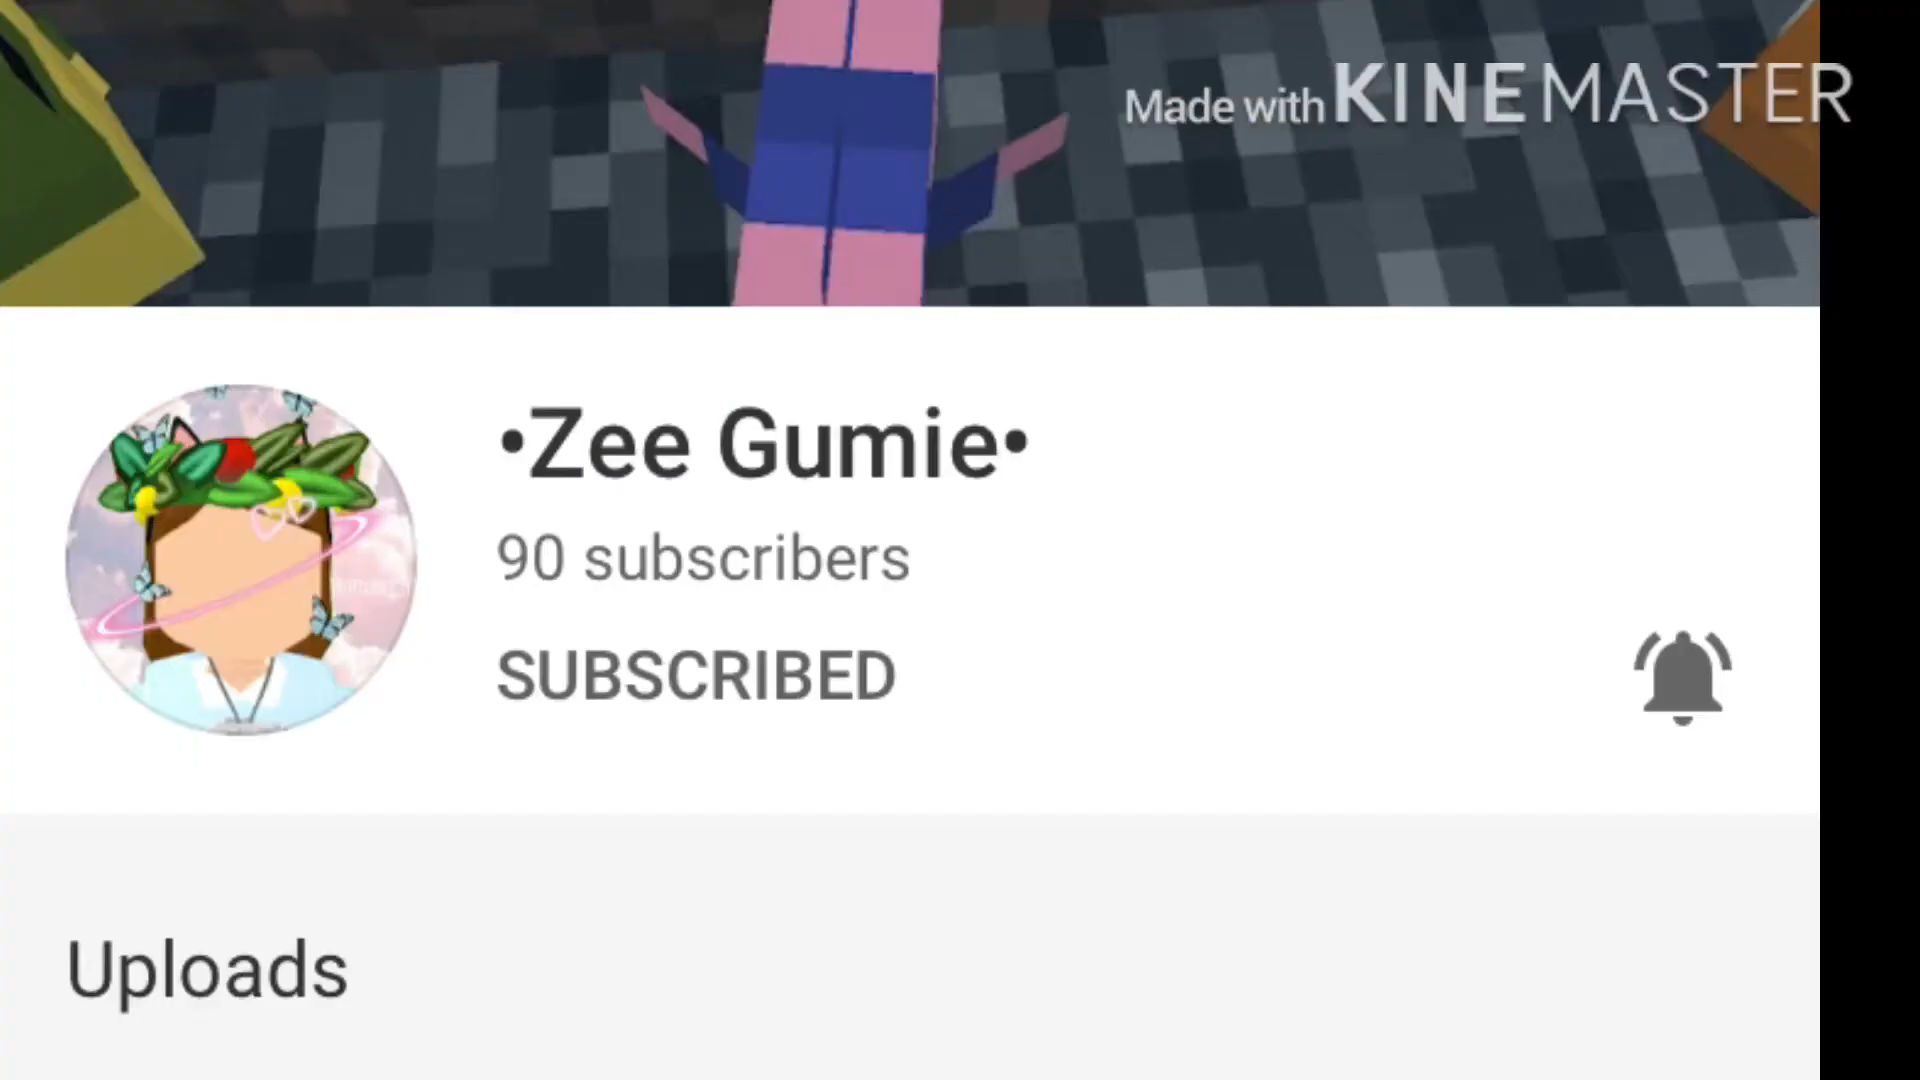 Made with KINEMASTER
•Zee Gumie•
90 subscribers
SUBSCRIBED
Uploads